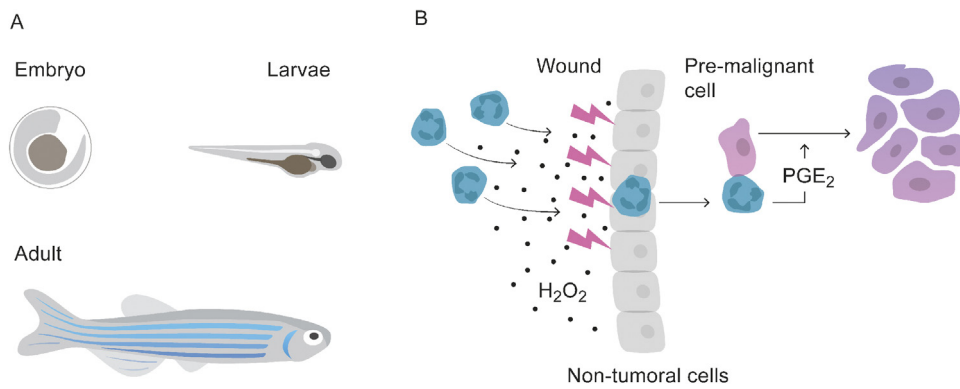 A
Embryo
Larvae
Adult
B
Wound
Pre-malignant
cell
PGE₂
H₂O₂
Non-tumoral cells